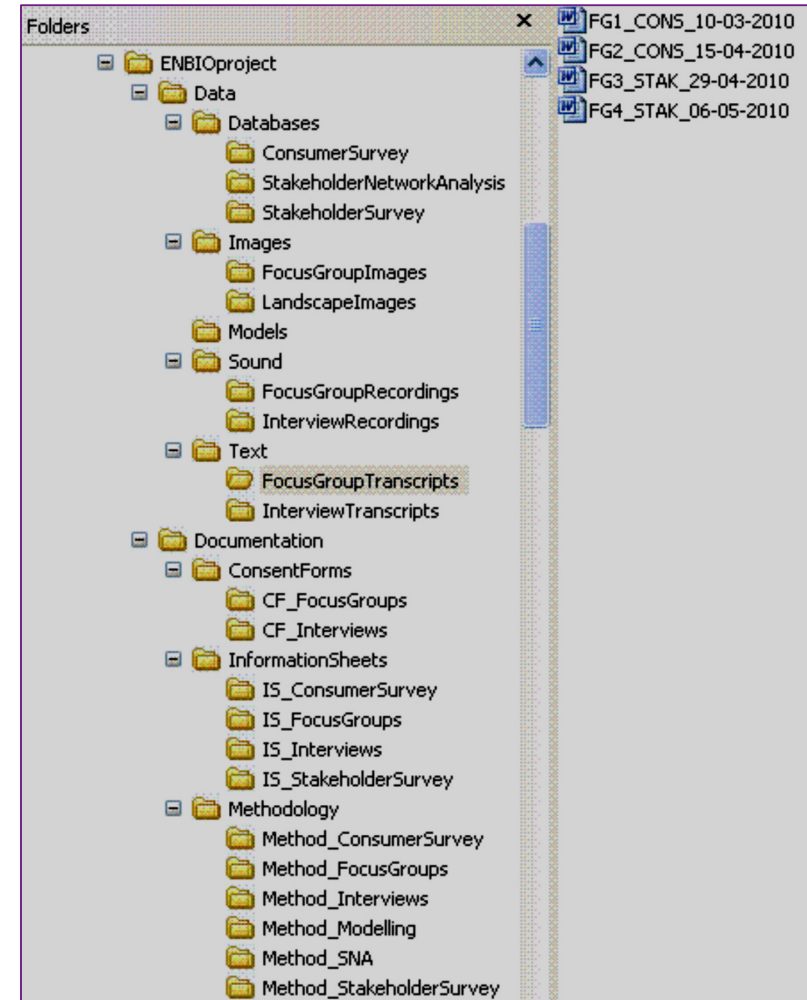 Folders
ENBIOproject
Data
Databases
ConsumerSurvey
StakeholderNetworkAnalysis
StakeholderSurvey
Images
FocusGroupImages
LandscapeImages
Models
Sound
FocusGroupRecordings
InterviewRecordings
Text
FocusGroupTranscripts
InterviewTranscripts
Documentation
ConsentForms
CF_FocusGroups
CF_Interviews
InformationSheets
IS_ConsumerSurvey
IS_FocusGroups
IS_Interviews
IS_StakeholderSurvey
Methodology
Method_ConsumerSurvey
Method_FocusGroups
Method_Interviews
Method_Modelling
Method_SNA
Method_StakeholderSurvey
FG1_CONS_10-03-2010
FG2_CONS_15-04-2010
FG3_STAK_29-04-2010
FG4_STAK_06-05-2010